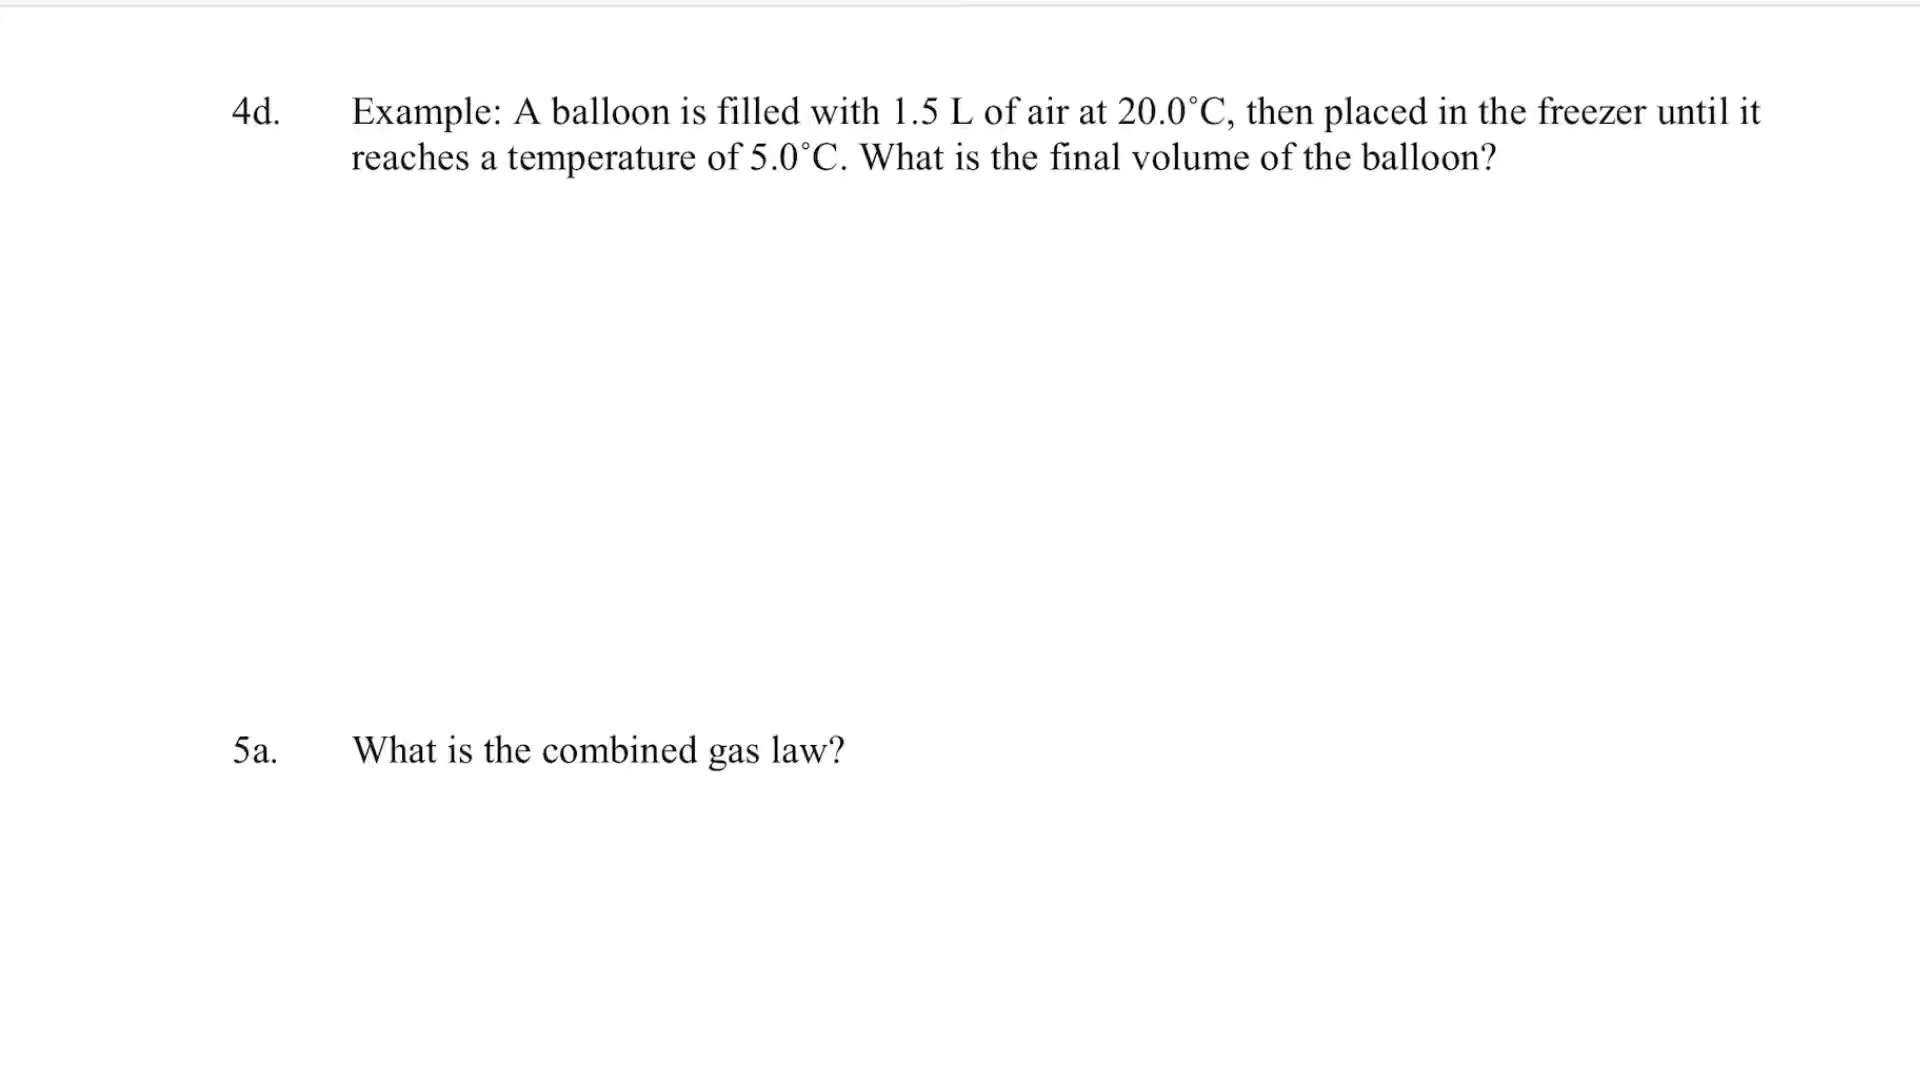 4d. Example: A balloon is filled with 1.5 L of air at 20.0˚C, then placed in the freezer until it
reaches a temperature of 5.0˚C. What is the final volume of the balloon?
5a. What is the combined gas law?